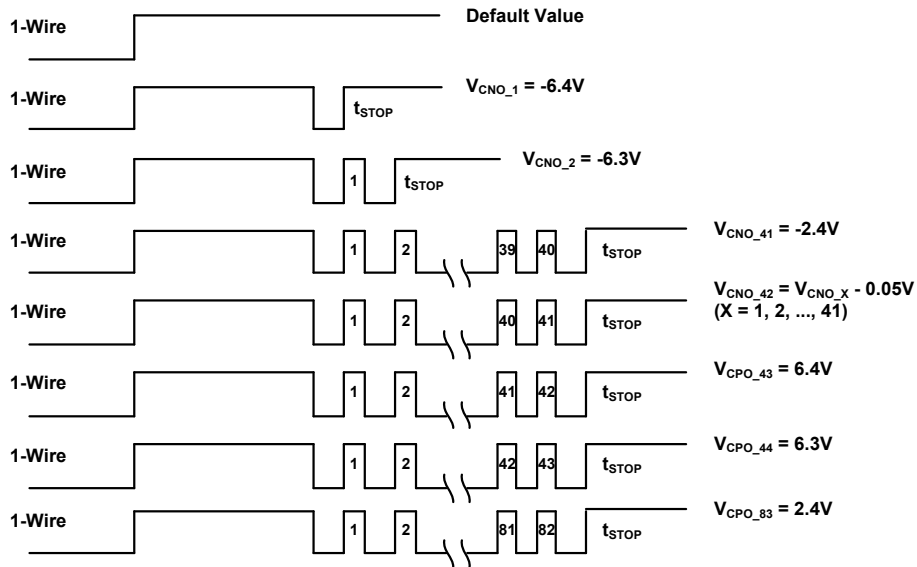 1-Wire
Default Value
1-Wire
tSTOP
VCNO_1 = -6.4V
1-Wire
1
tSTOP
VCNO_2 = -6.3V
1-Wire
1
2
39
40
tSTOP
VCNO_41 = -2.4V
1-Wire
1
2
40
41
tSTOP
VCNO_42 = VCNO_X - 0.05V
(X = 1, 2, ..., 41)
1-Wire
1
2
41
42
tSTOP
VCPO_43 = 6.4V
1-Wire
1
2
42
43
tSTOP
VCPO_44 = 6.3V
1-Wire
1
2
81
82
tSTOP
VCPO_83 = 2.4V